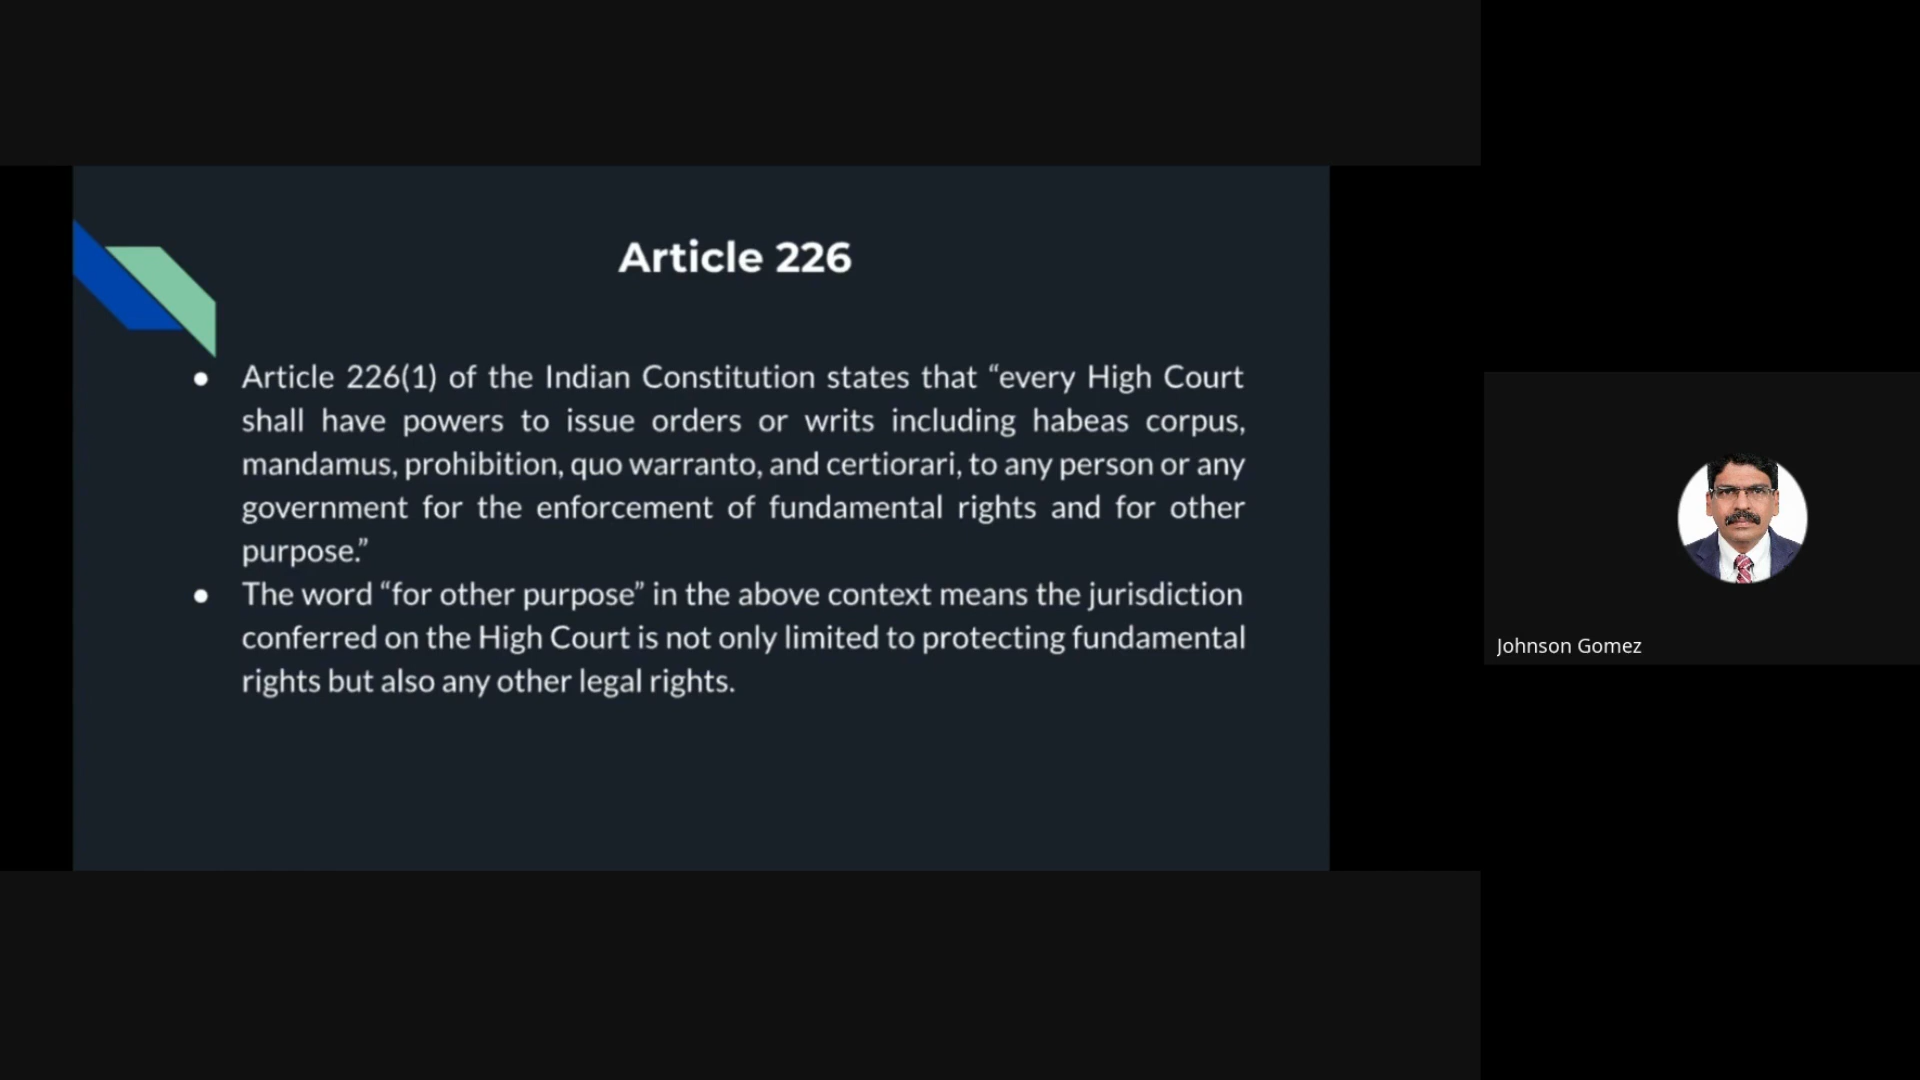 Article 226
● Article 226(1) of the Indian Constitution states that “every High Court
shall have powers to issue orders or writs including habeas corpus,
mandamus, prohibition, quo warranto, and certiorari, to any person or any
government for the enforcement of fundamental rights and for other
purpose.”
● The word “for other purpose” in the above context means the jurisdiction
conferred on the High Court is not only limited to protecting fundamental
rights but also any other legal rights.
Johnson Gomez